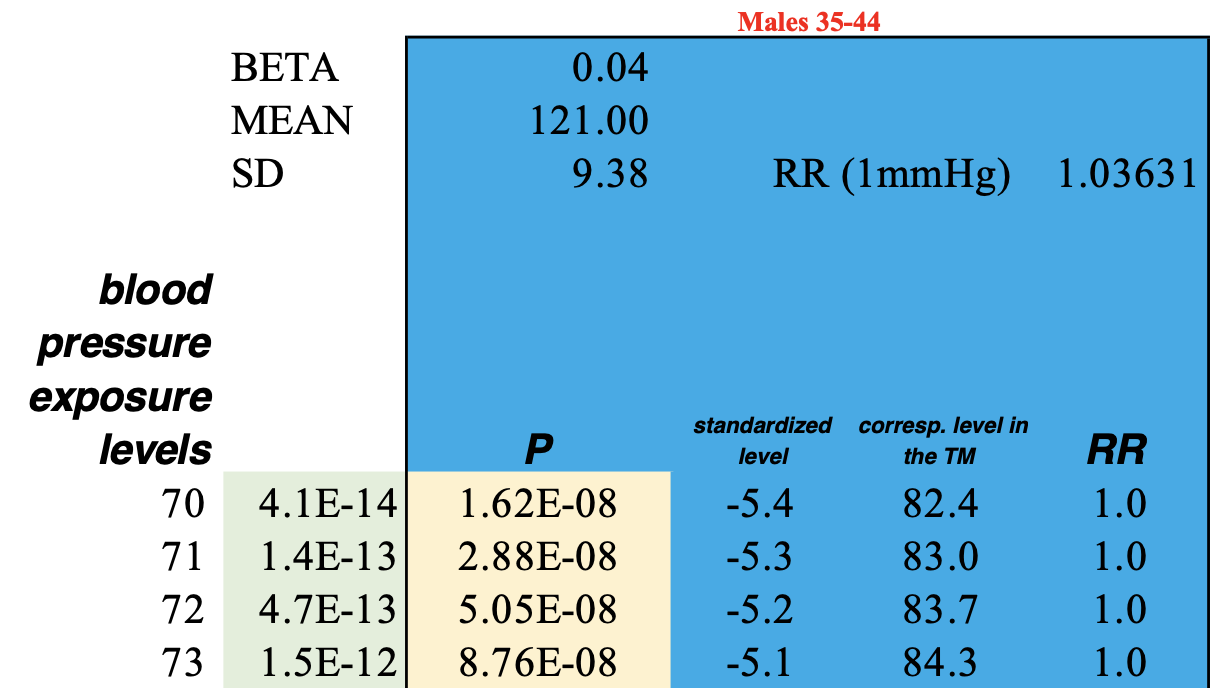 Males 35-44
BETA 0.04
MEAN 121.00
SD 9.38 RR (1mmHg) 1.03631
blood
pressure
exposure
levels P standardized level corresp. level in the TM RR
70 4.1E-14 1.62E-08 -5.4 82.4 1.0
71 1.4E-13 2.88E-08 -5.3 83.0 1.0
72 4.7E-13 5.05E-08 -5.2 83.7 1.0
73 1.5E-12 8.76E-08 -5.1 84.3 1.0